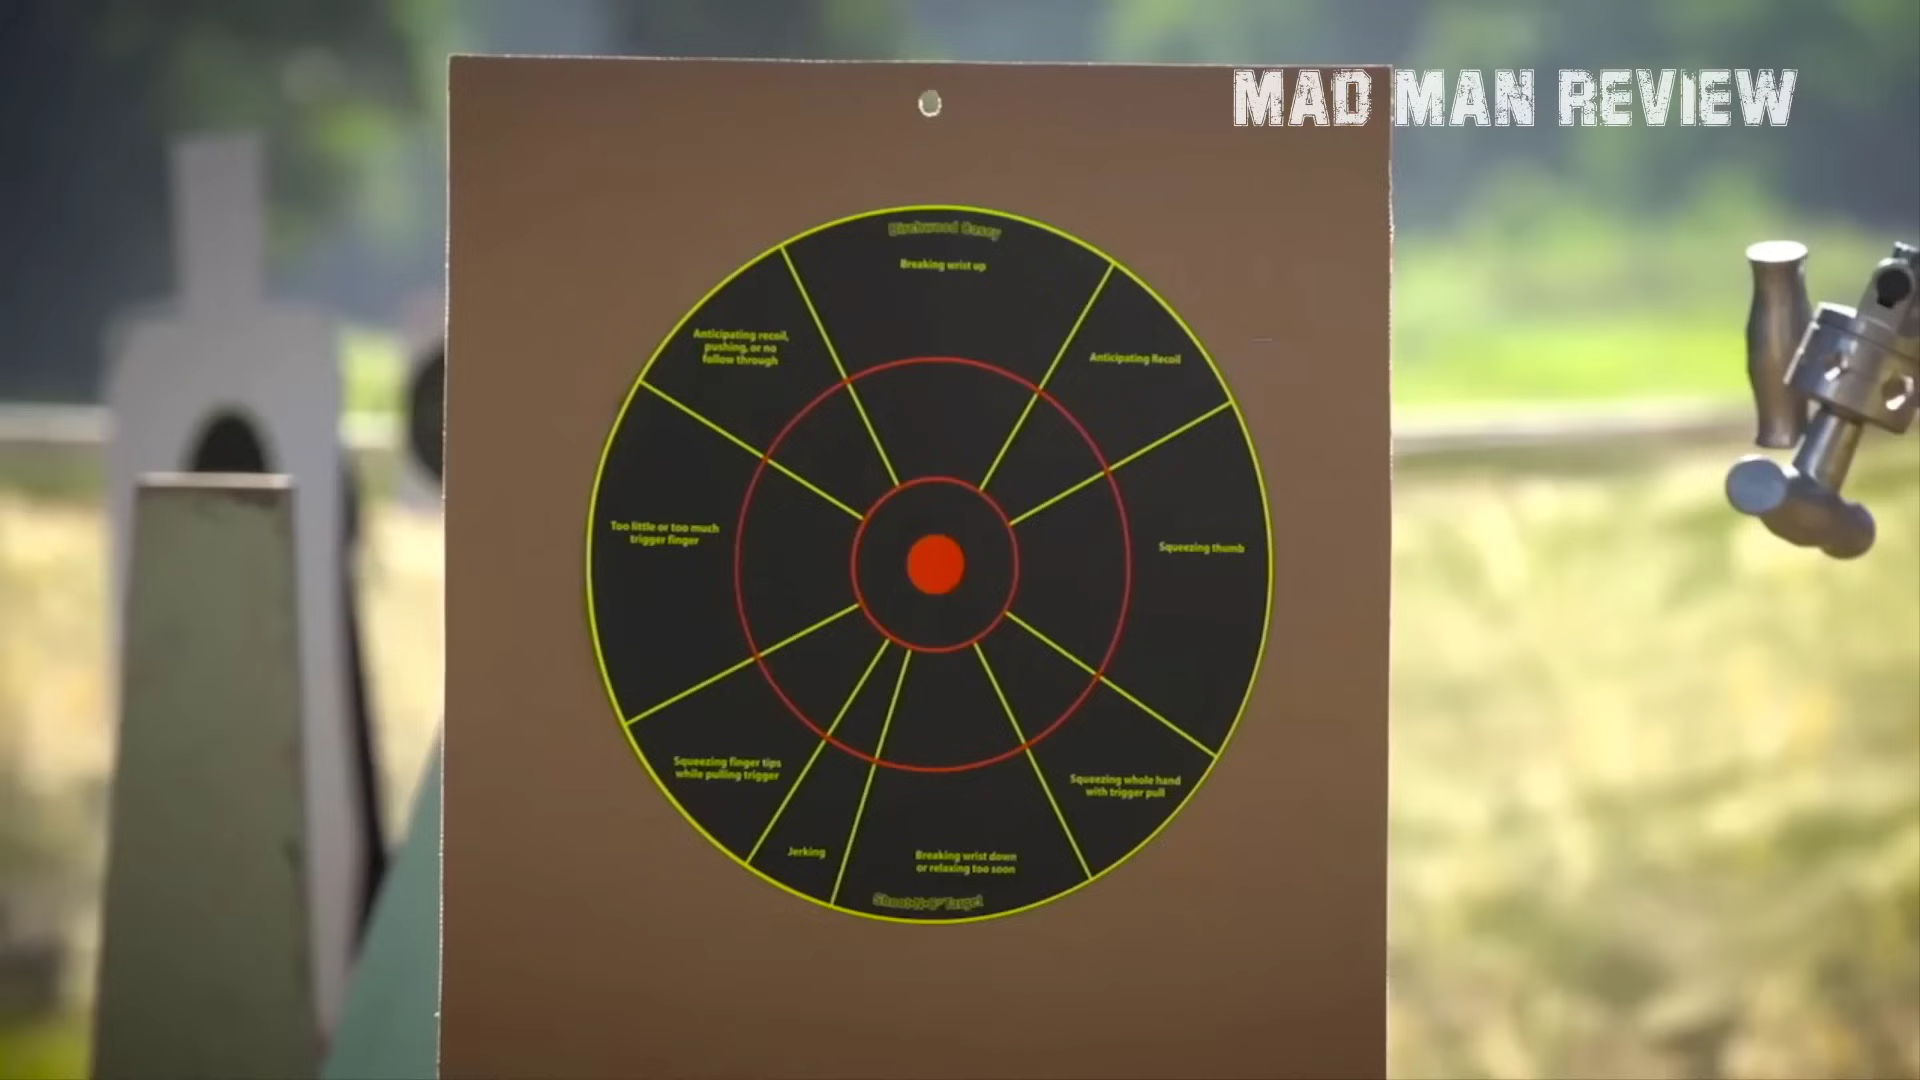 MAD MAN REVIEW
Birchwood Casey
Breaking wrist up
Anticipating recoil,
pushing, or no
follow through
Anticipating Recoil
Too little or too much
trigger finger
Squeezing thumb
Squeezing finger tips
while pulling trigger
Squeezing whole hand
with trigger pull
Jerking
Breaking wrist down
or relaxing too soon
Shoot•N•C® Target